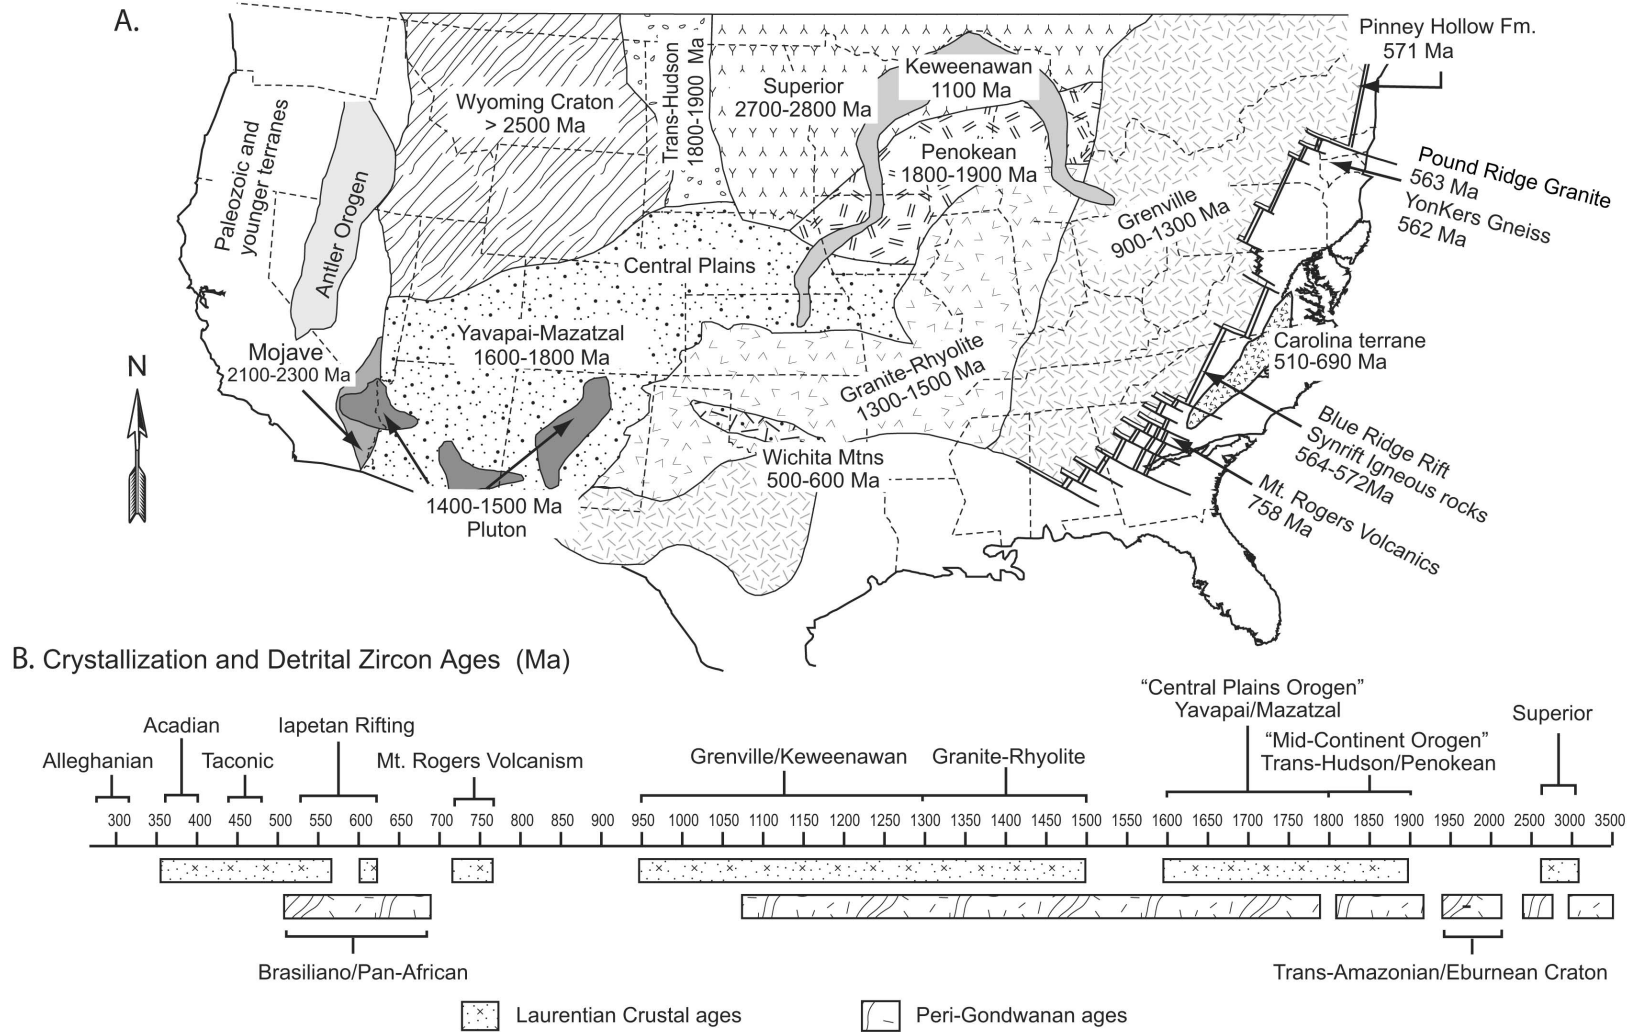 A.
Pinney Hollow Fm.
571 Ma
Trans-Hudson
1800-1900 Ma
Keweenawan
1100 Ma
Superior
2700-2800 Ma
Wyoming Craton
> 2500 Ma
Paleozoic and
younger terranes
Antler Orogen
Penokean
1800-1900 Ma
Pound Ridge Granite
563 Ma
YonKers Gneiss
562 Ma
Grenville
900-1300 Ma
Central Plains
Yavapai-Mazatzal
1600-1800 Ma
Mojave
2100-2300 Ma
N
Carolina terrane
510-690 Ma
Granite-Rhyolite
1300-1500 Ma
Blue Ridge Rift
Synrift Igneous rocks
564-572Ma
Wichita Mtns
500-600 Ma
Mt. Rogers Volcanics
758 Ma
1400-1500 Ma
Pluton
B. Crystallization and Detrital Zircon Ages (Ma)
"Central Plains Orogen"
Yavapai/Mazatzal
Superior
Acadian
Iapetan Rifting
"Mid-Continent Orogen"
Trans-Hudson/Penokean
Alleghanian
Taconic
Mt. Rogers Volcanism
Grenville/Keweenawan
Granite-Rhyolite
300 350 400 450 500 550 600 650 700 750 800 850 900 950 1000 1050 1100 1150 1200 1250 1300 1350 1400 1450 1500 1550 1600 1650 1700 1750 1800 1850 1900 1950 2000 2500 3000 3500
Brasiliano/Pan-African
Trans-Amazonian/Eburnean Craton
Laurentian Crustal ages
Peri-Gondwanan ages